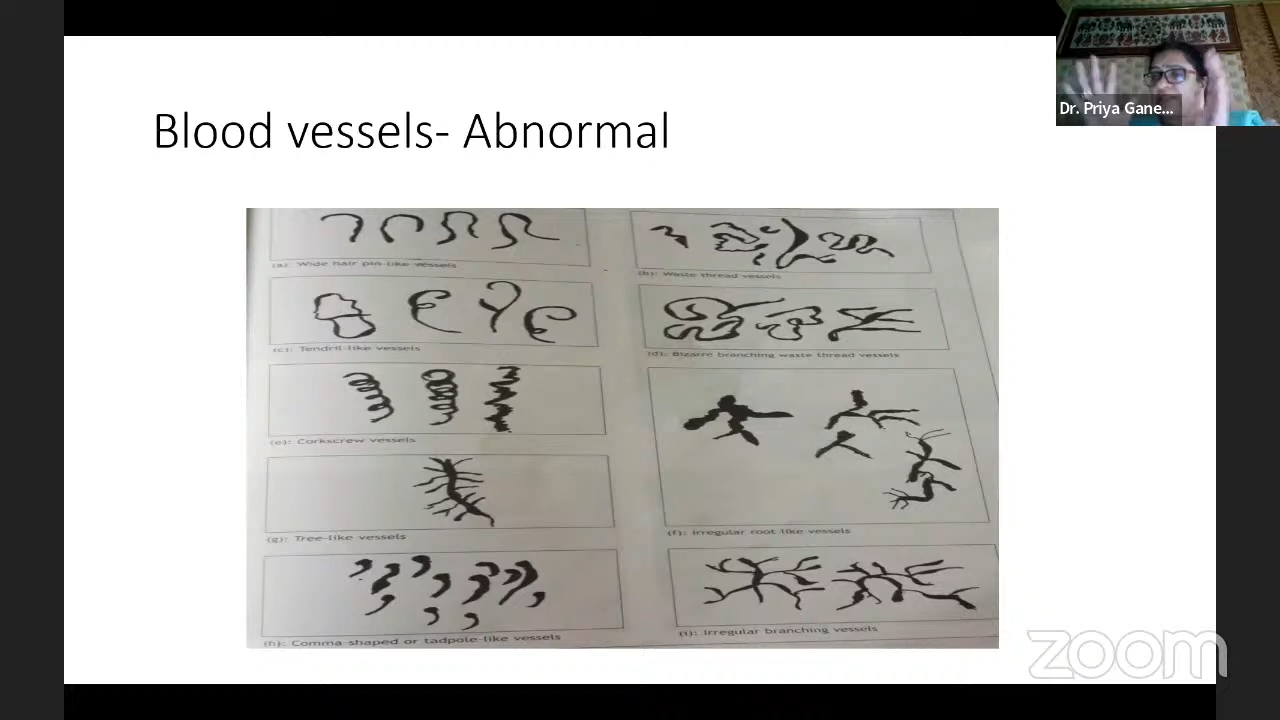 Dr. Priya Gane...
Blood vessels- Abnormal
(a): Wide hair pin-like vessels
(b): Waste thread vessels
(c): Tendril-like vessels
(d): Bizarre branching waste thread vessels
(e): Corkscrew vessels
(f): Irregular root like vessels
(g): Tree-like vessels
(h): Comma-shaped or tadpole-like vessels
(i): Irregular branching vessels
zoom